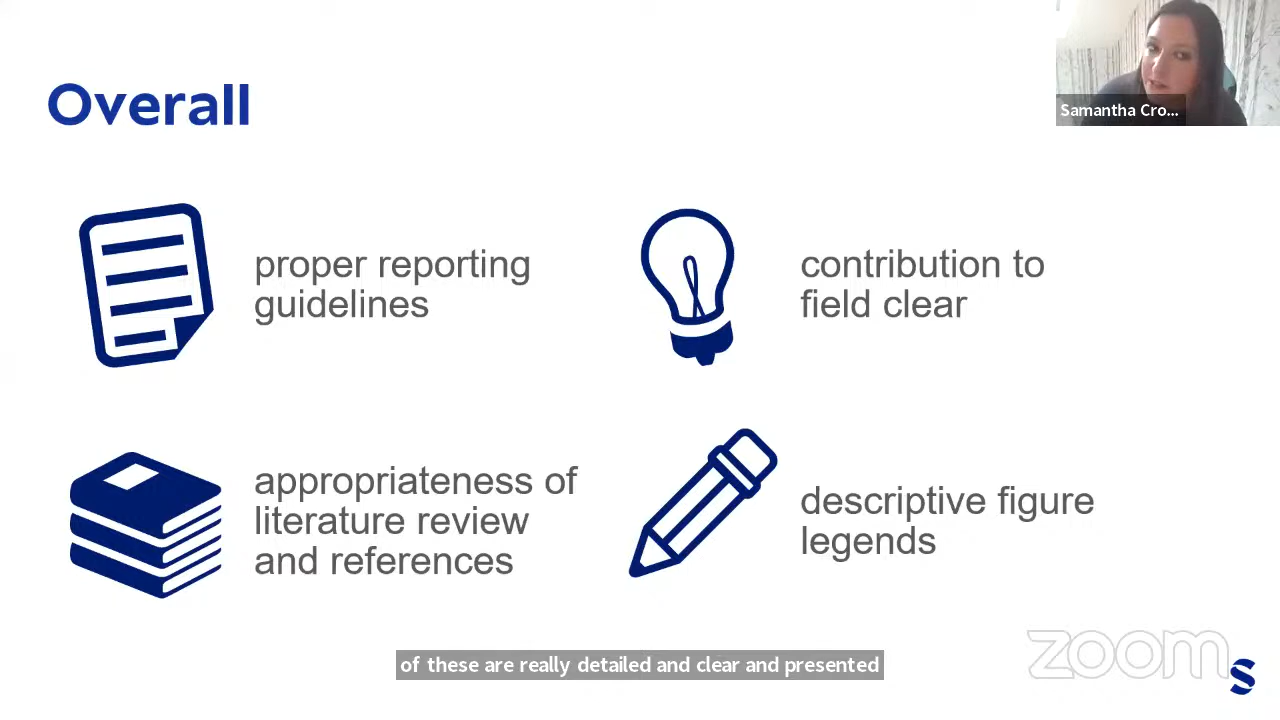 Overall
Samantha Cro...
proper reporting
guidelines
contribution to
field clear
appropriateness of
literature review
and references
descriptive figure
legends
of these are really detailed and clear and presented
zoom
S